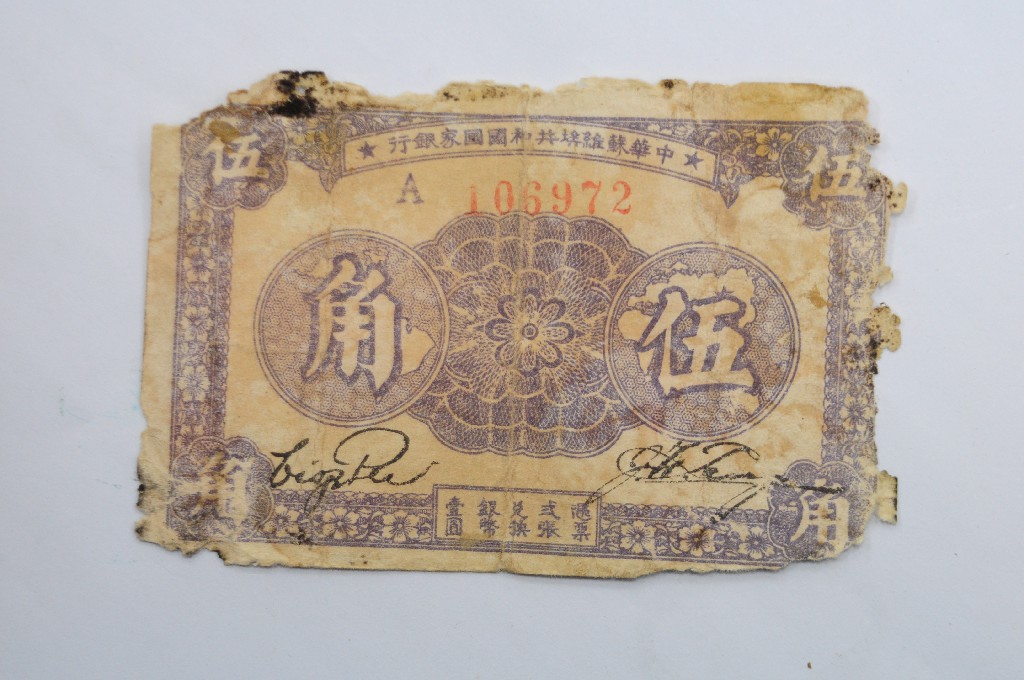 伍 伍
中華蘇維埃共和國國家銀行
A 106972
伍角
角 角
憑票
弍張
兌換
銀幣
壹圓